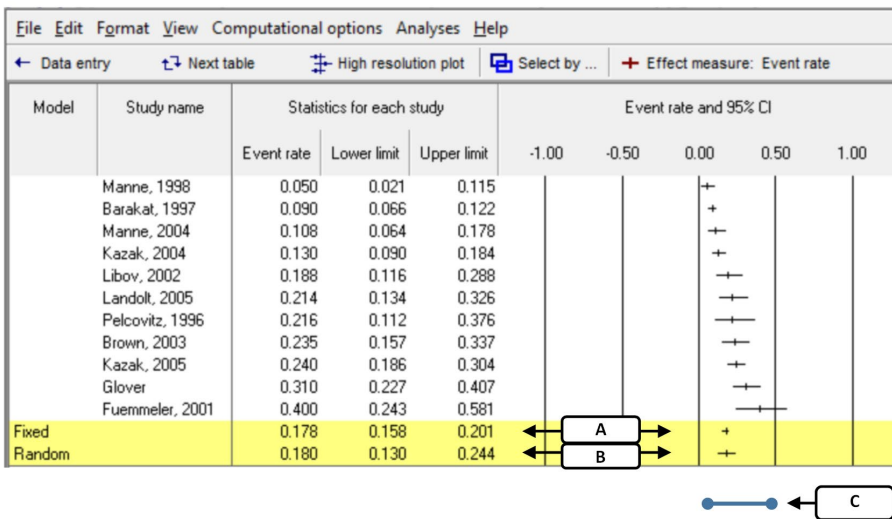 File Edit Format View Computational options Analyses Help
← Data entry Next table High resolution plot Select by ... + Effect measure: Event rate
Model Study name Statistics for each study Event rate and 95% CI
Event rate Lower limit Upper limit -1.00 -0.50 0.00 0.50 1.00
Manne, 1998 0.050 0.021 0.115
Barakat, 1997 0.090 0.066 0.122
Manne, 2004 0.108 0.064 0.178
Kazak, 2004 0.130 0.090 0.184
Libov, 2002 0.188 0.116 0.288
Landolt, 2005 0.214 0.134 0.326
Pelcovitz, 1996 0.216 0.112 0.376
Brown, 2003 0.235 0.157 0.337
Kazak, 2005 0.240 0.186 0.304
Glover 0.310 0.227 0.407
Fuemmeler, 2001 0.400 0.243 0.581
Fixed 0.178 0.158 0.201 A
Random 0.180 0.130 0.244 B
C